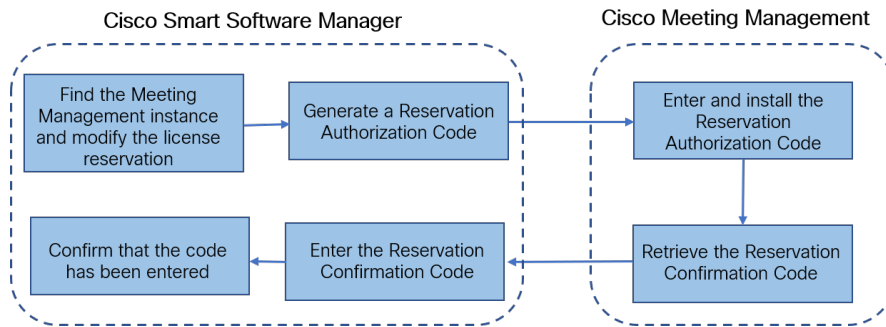 Cisco Smart Software Manager
Cisco Meeting Management
Find the Meeting
Management instance
and modify the license
reservation
Generate a Reservation
Authorization Code
Enter and install the
Reservation
Authorization Code
Retrieve the Reservation
Confirmation Code
Enter the Reservation
Confirmation Code
Confirm that the code
has been entered